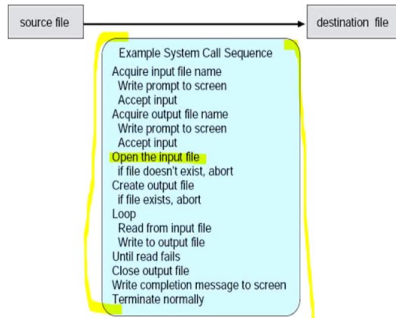 source file
destination file
Example System Call Sequence
Acquire input file name
Write prompt to screen
Accept input
Acquire output file name
Write prompt to screen
Accept input
Open the input file
if file doesn't exist, abort
Create output file
if file exists, abort
Loop
Read from input file
Write to output file
Until read fails
Close output file
Write completion message to screen
Terminate normally